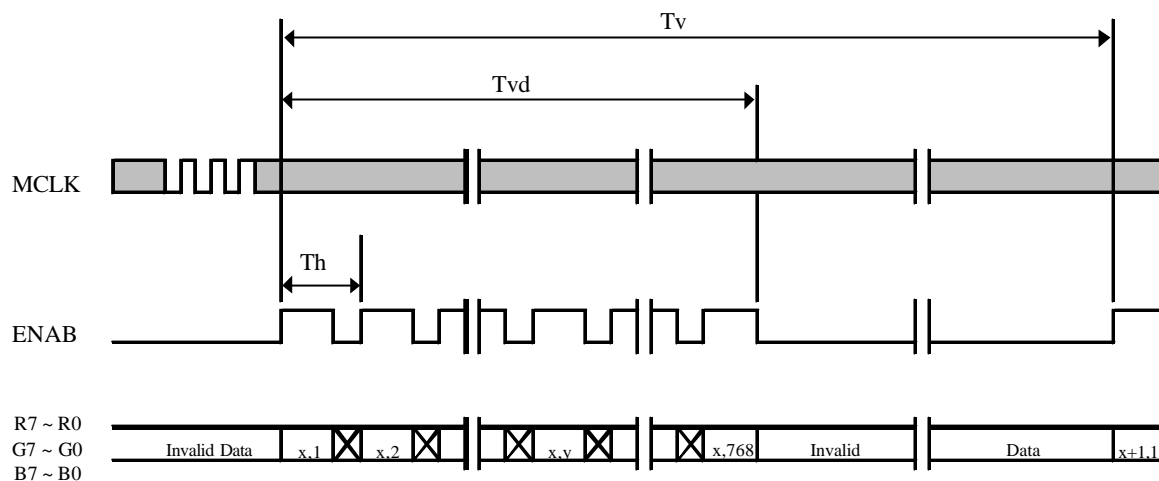 Tv
Tvd
MCLK
Th
ENAB
R7 ~ R0
G7 ~ G0
B7 ~ B0
Invalid Data
x,1
x,2
x,y
x,768
Invalid
Data
x+1,1